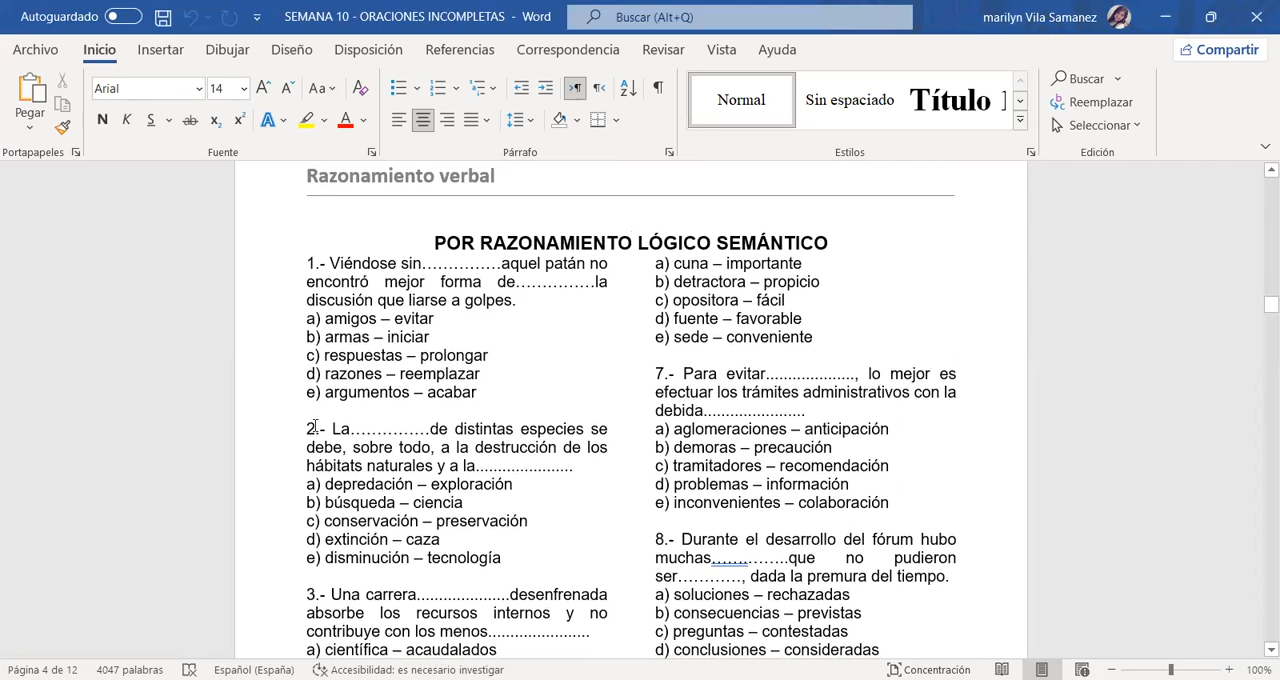 Autoguardado
SEMANA 10 - ORACIONES INCOMPLETAS - Word
Buscar (Alt+Q)
marilyn Vila Samanez
Archivo Inicio Insertar Dibujar Diseño Disposición Referencias Correspondencia Revisar Vista Ayuda
Compartir
Pegar
Arial 14
Aa
N K S ab x₂ x² A A
Normal
Sin espaciado
Título 1
Buscar
Reemplazar
Seleccionar
Portapapeles Fuente Párrafo Estilos Edición
Razonamiento verbal
POR RAZONAMIENTO LÓGICO SEMÁNTICO
1.- Viéndose sin……………aquel patán no
encontró mejor forma de……………la
discusión que liarse a golpes.
a) amigos – evitar
b) armas – iniciar
c) respuestas – prolongar
d) razones – reemplazar
e) argumentos – acabar
2.- La……………de distintas especies se
debe, sobre todo, a la destrucción de los
hábitats naturales y a la......................
a) depredación – exploración
b) búsqueda – ciencia
c) conservación – preservación
d) extinción – caza
e) disminución – tecnología
3.- Una carrera.....................desenfrenada
absorbe los recursos internos y no
contribuye con los menos.......................
a) científica – acaudalados
a) cuna – importante
b) detractora – propicio
c) opositora – fácil
d) fuente – favorable
e) sede – conveniente
7.- Para evitar...................., lo mejor es
efectuar los trámites administrativos con la
debida.......................
a) aglomeraciones – anticipación
b) demoras – precaución
c) tramitadores – recomendación
d) problemas – información
e) inconvenientes – colaboración
8.- Durante el desarrollo del fórum hubo
muchas……………..que no pudieron
ser…………, dada la premura del tiempo.
a) soluciones – rechazadas
b) consecuencias – previstas
c) preguntas – contestadas
d) conclusiones – consideradas
Página 4 de 12 4047 palabras Español (España) Accesibilidad: es necesario investigar Concentración 100%